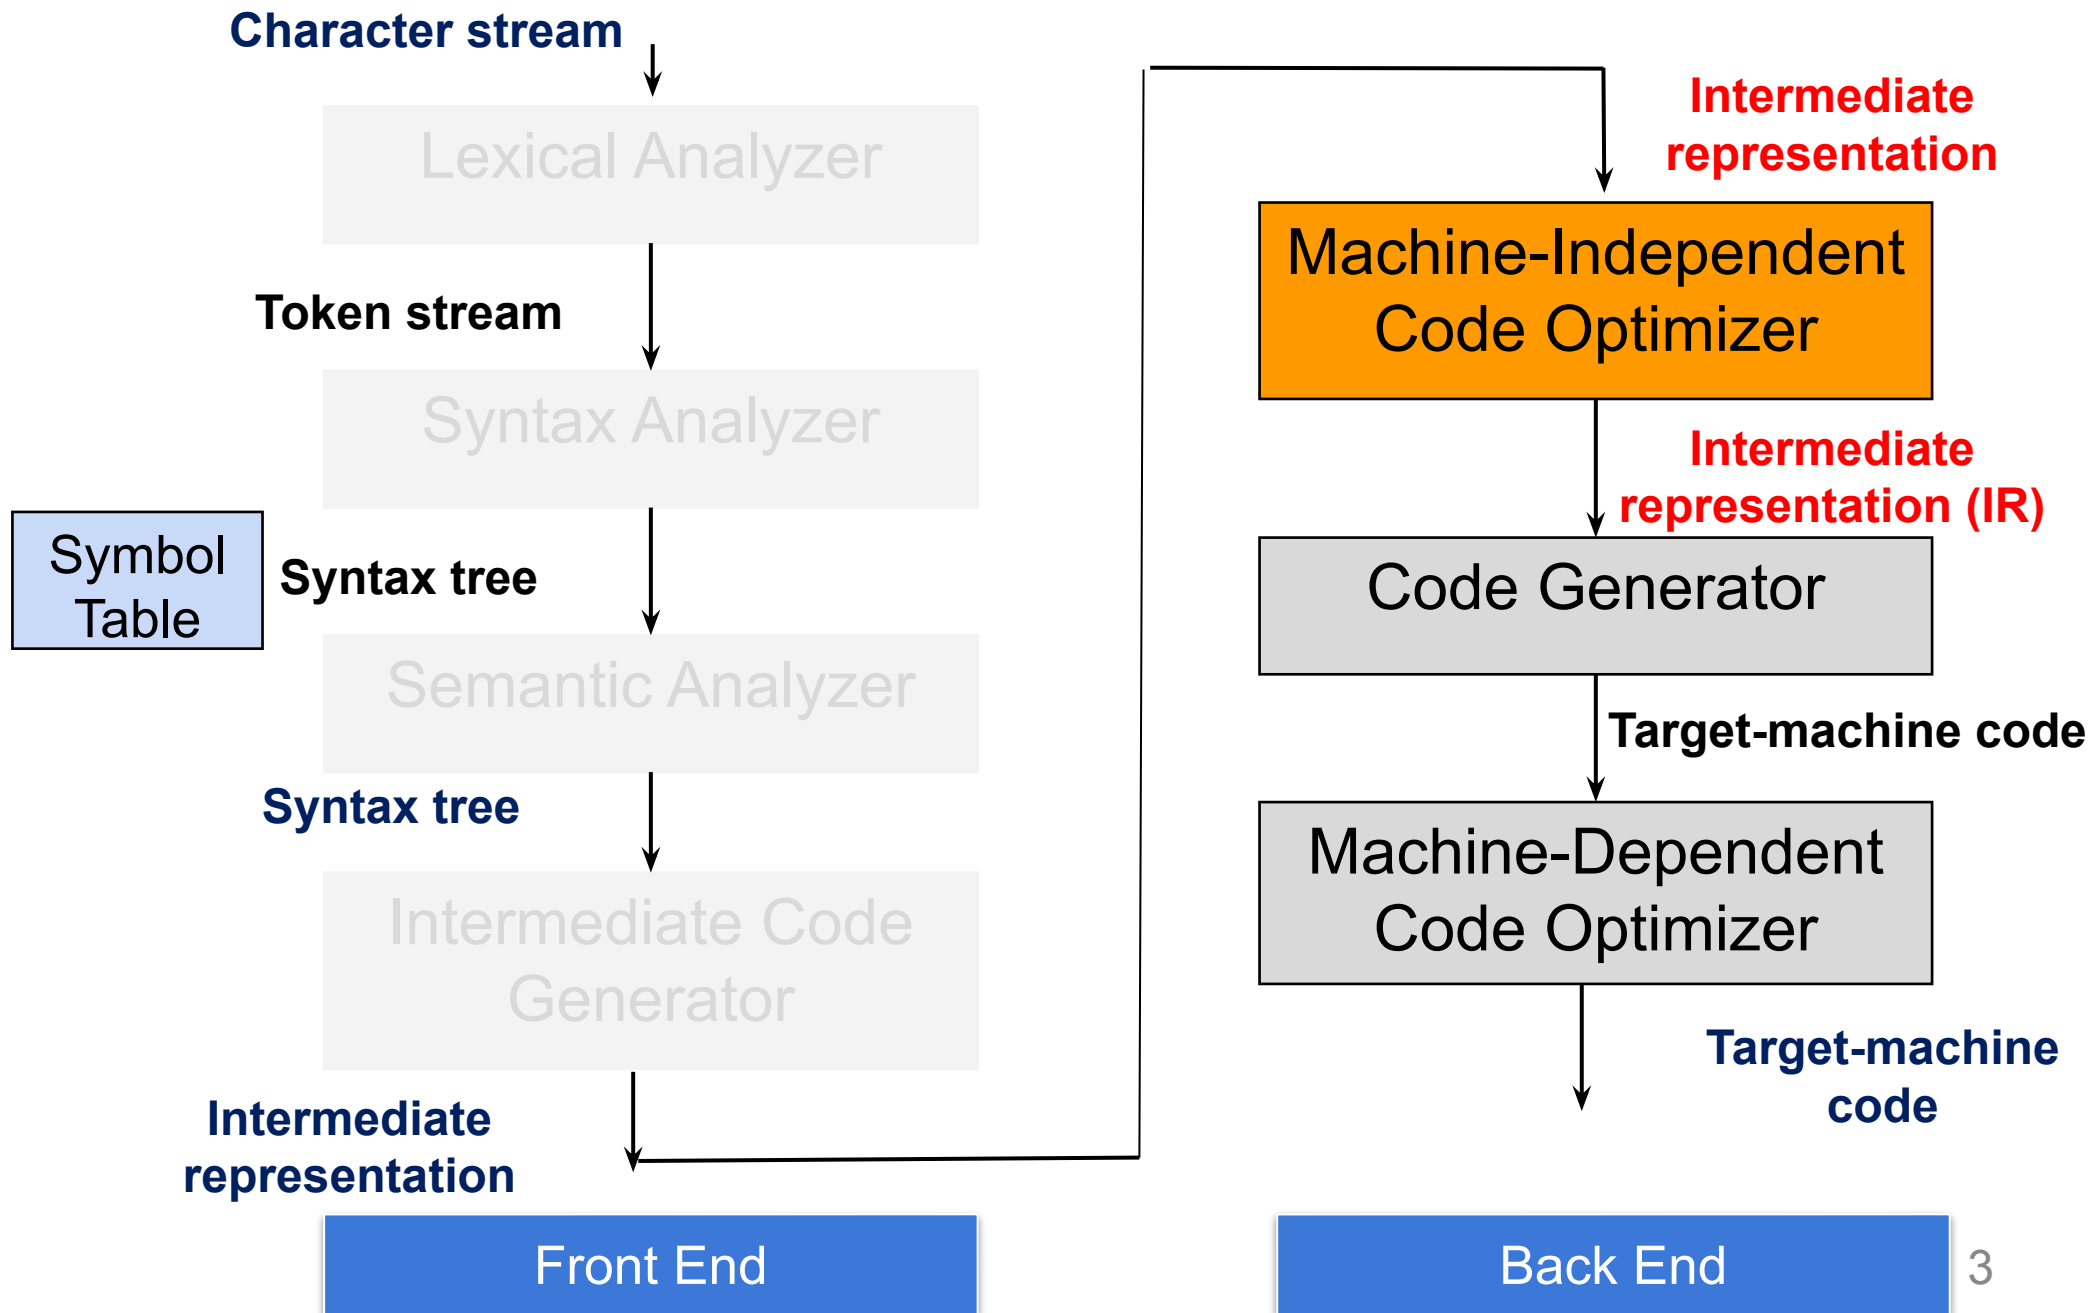 Character stream
Lexical Analyzer
Token stream
Syntax Analyzer
Symbol
Table
Syntax tree
Semantic Analyzer
Syntax tree
Intermediate Code
Generator
Intermediate
representation
Front End
Intermediate
representation
Machine-Independent
Code Optimizer
Intermediate
representation (IR)
Code Generator
Target-machine code
Machine-Dependent
Code Optimizer
Target-machine
code
Back End
3